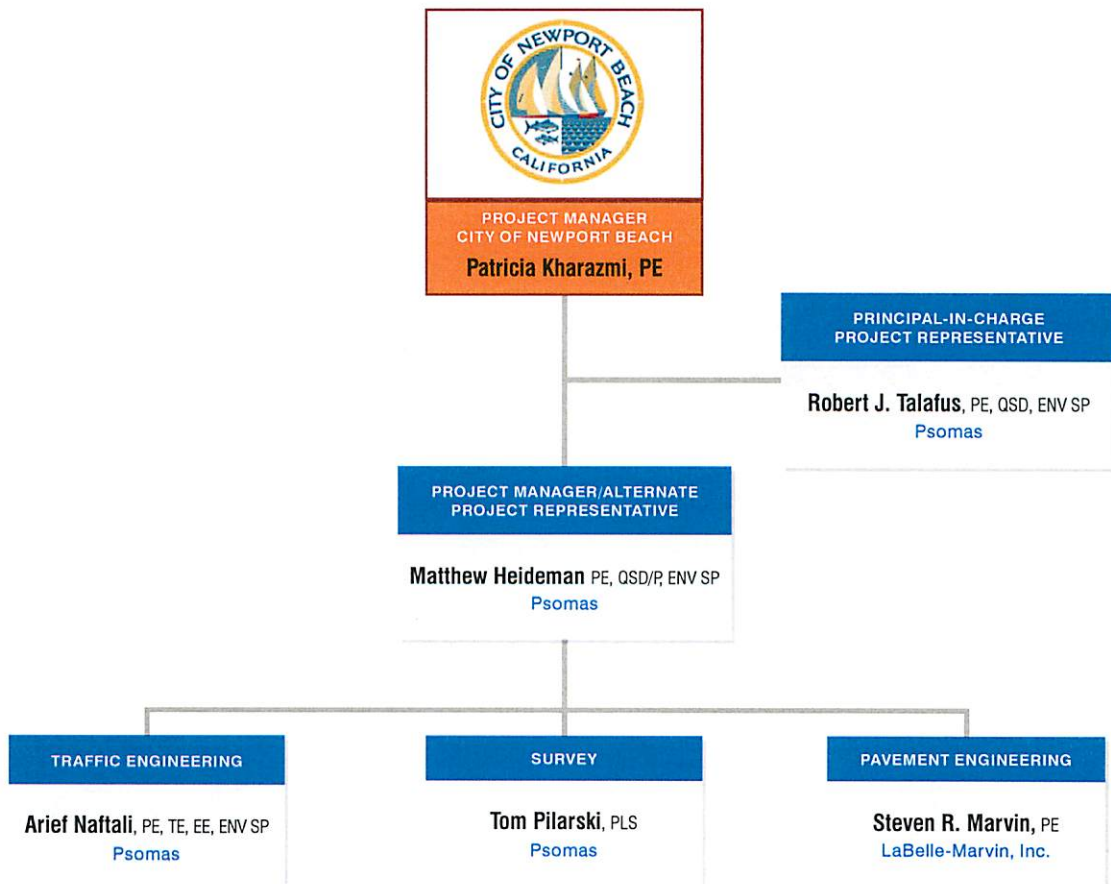 CITY OF NEWPORT BEACH
CALIFORNIA
PROJECT MANAGER
CITY OF NEWPORT BEACH
Patricia Kharazmi, PE
PRINCIPAL-IN-CHARGE
PROJECT REPRESENTATIVE
Robert J. Talafus, PE, QSD, ENV SP
Psomas
PROJECT MANAGER/ALTERNATE
PROJECT REPRESENTATIVE
Matthew Heideman PE, QSD/P, ENV SP
Psomas
TRAFFIC ENGINEERING
Arief Naftali, PE, TE, EE, ENV SP
Psomas
SURVEY
Tom Pilarski, PLS
Psomas
PAVEMENT ENGINEERING
Steven R. Marvin, PE
LaBelle-Marvin, Inc.